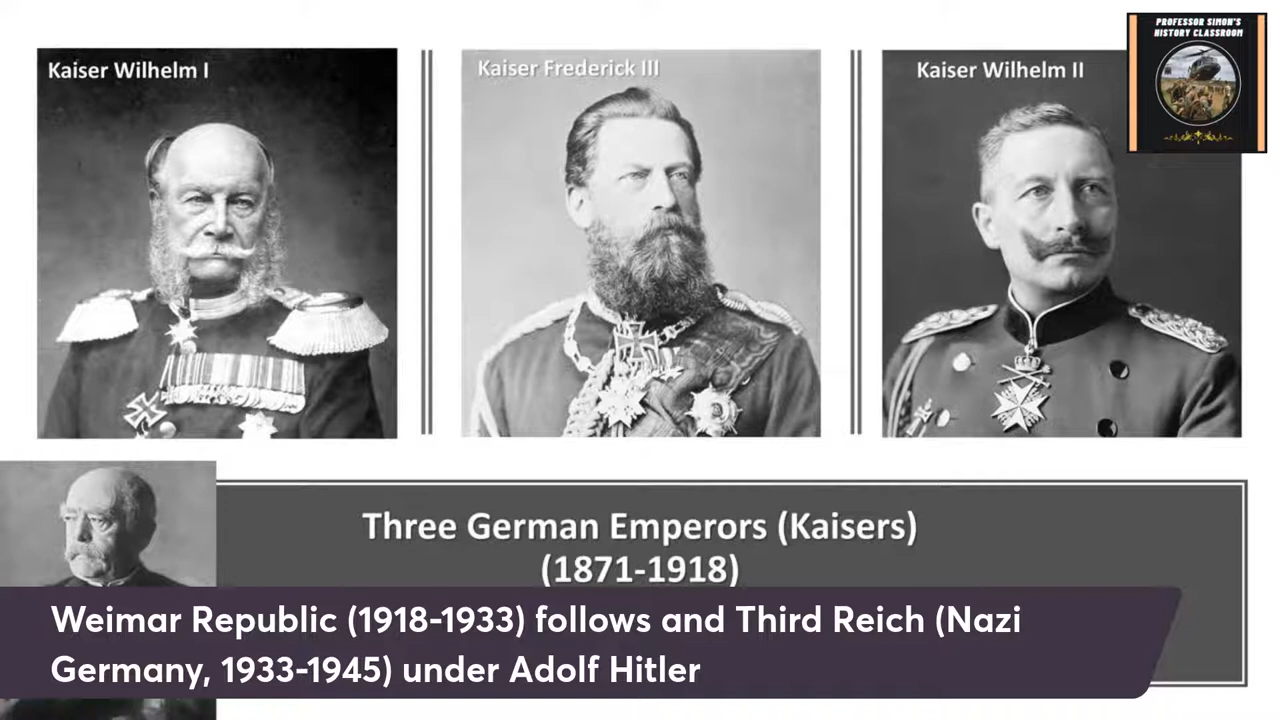 Kaiser Wilhelm I
Kaiser Frederick III
Kaiser Wilhelm II
PROFESSOR SIMON'S
HISTORY CLASSROOM
Three German Emperors (Kaisers)
(1871-1918)
Weimar Republic (1918-1933) follows and Third Reich (Nazi
Germany, 1933-1945) under Adolf Hitler